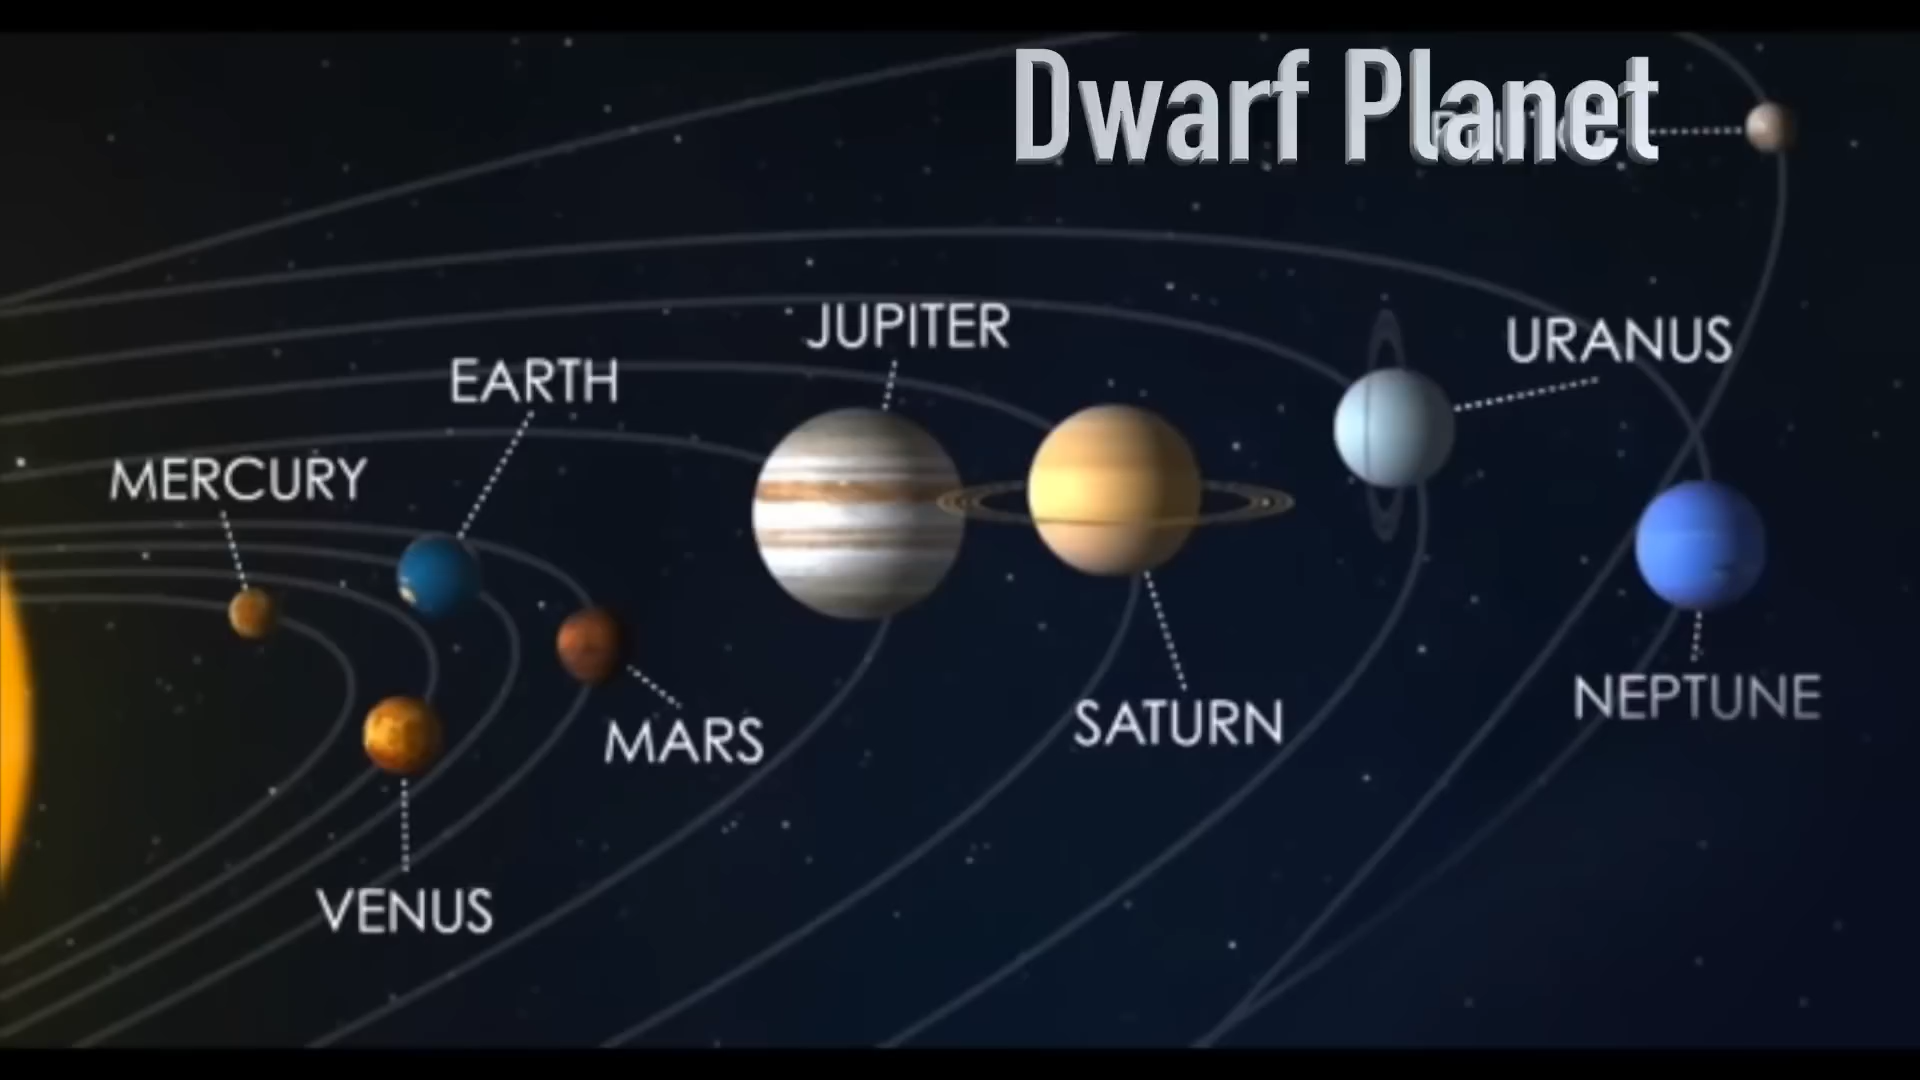 Dwarf Planet
JUPITER
URANUS
EARTH
MERCURY
NEPTUNE
SATURN
MARS
VENUS